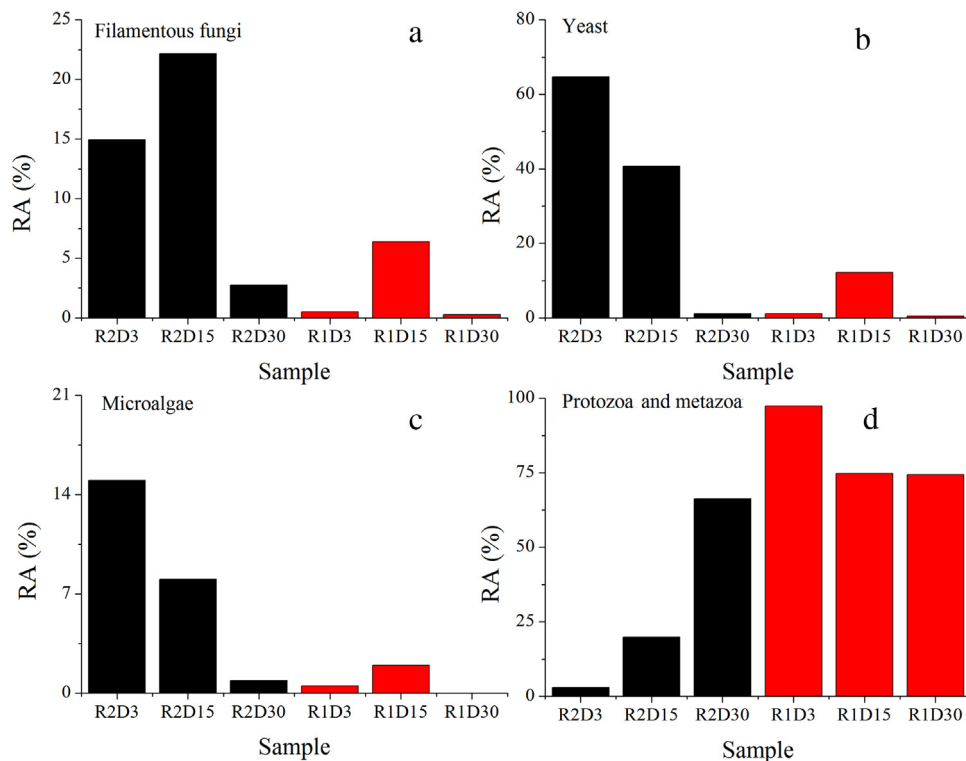 Filamentous fungi
a
25
20
15
10
5
0
RA (%)
R2D3 R2D15 R2D30 R1D3 R1D15 R1D30
Sample
Yeast
b
80
60
40
20
0
RA (%)
R2D3 R2D15 R2D30 R1D3 R1D15 R1D30
Sample
Microalgae
c
21
14
7
0
RA (%)
R2D3 R2D15 R2D30 R1D3 R1D15 R1D30
Sample
Protozoa and metazoa
d
100
75
50
25
0
RA (%)
R2D3 R2D15 R2D30 R1D3 R1D15 R1D30
Sample